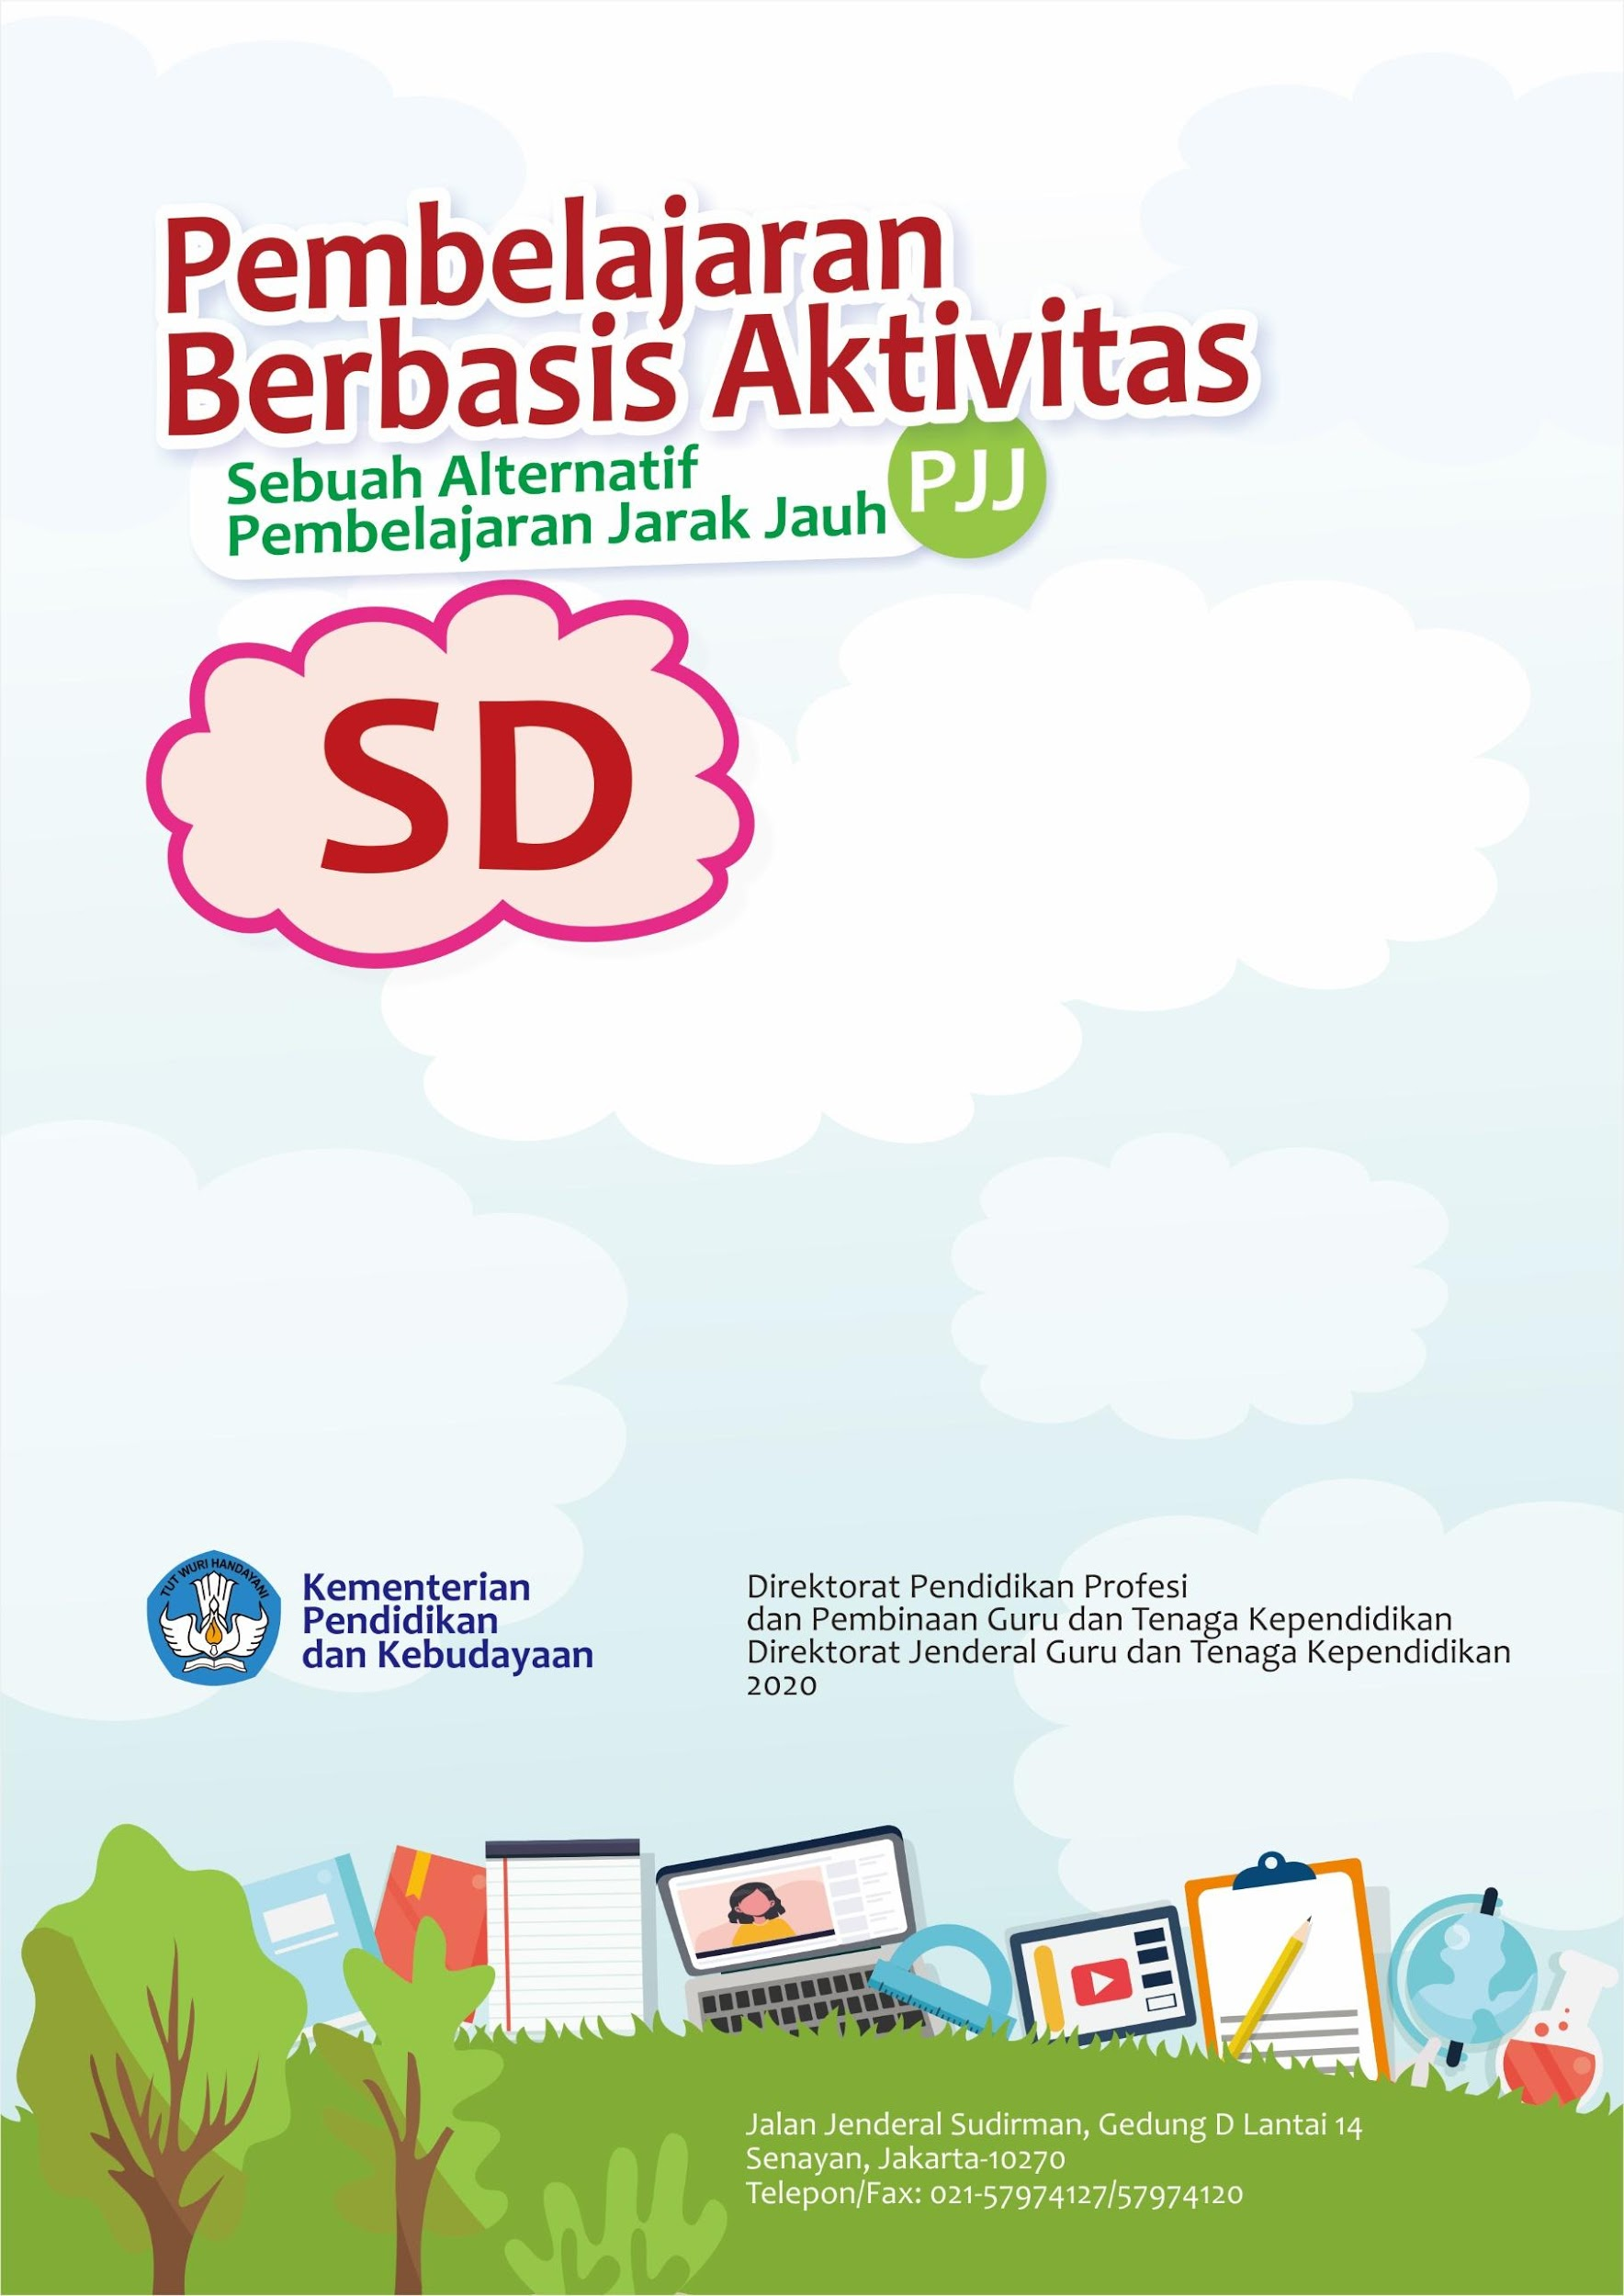 Pembelajaran
Berbasis Aktivitas
Sebuah Alternatif
Pembelajaran Jarak Jauh
PJJ
SD
TUT WURI HANDAYANI
Kementerian
Pendidikan
dan Kebudayaan
Direktorat Pendidikan Profesi
dan Pembinaan Guru dan Tenaga Kependidikan
Direktorat Jenderal Guru dan Tenaga Kependidikan
2020
Jalan Jenderal Sudirman, Gedung D Lantai 14
Senayan, Jakarta-10270
Telepon/Fax: 021-57974127/57974120